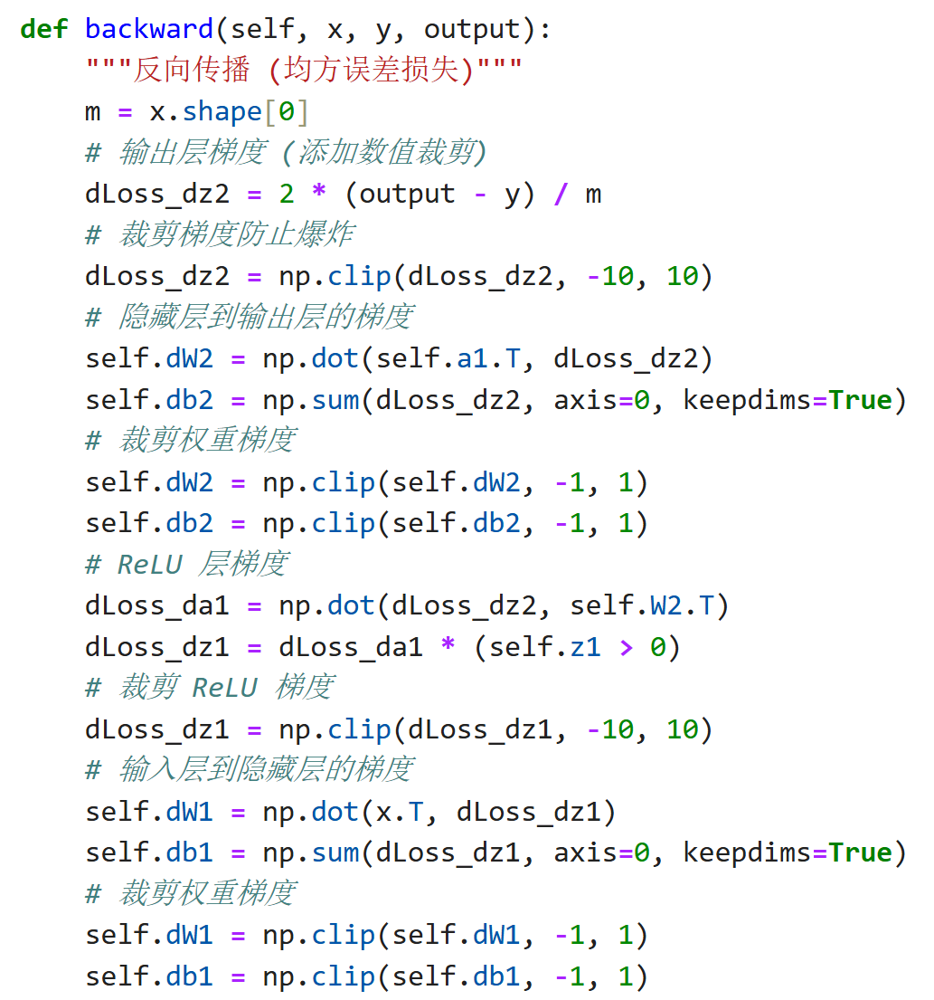 def backward(self, x, y, output):
    """反向传播 (均方误差损失)"""
    m = x.shape[0]
    # 输出层梯度 (添加数值裁剪)
    dLoss_dz2 = 2 * (output - y) / m
    # 裁剪梯度防止爆炸
    dLoss_dz2 = np.clip(dLoss_dz2, -10, 10)
    # 隐藏层到输出层的梯度
    self.dW2 = np.dot(self.a1.T, dLoss_dz2)
    self.db2 = np.sum(dLoss_dz2, axis=0, keepdims=True)
    # 裁剪权重梯度
    self.dW2 = np.clip(self.dW2, -1, 1)
    self.db2 = np.clip(self.db2, -1, 1)
    # ReLU 层梯度
    dLoss_da1 = np.dot(dLoss_dz2, self.W2.T)
    dLoss_dz1 = dLoss_da1 * (self.z1 > 0)
    # 裁剪 ReLU 梯度
    dLoss_dz1 = np.clip(dLoss_dz1, -10, 10)
    # 输入层到隐藏层的梯度
    self.dW1 = np.dot(x.T, dLoss_dz1)
    self.db1 = np.sum(dLoss_dz1, axis=0, keepdims=True)
    # 裁剪权重梯度
    self.dW1 = np.clip(self.dW1, -1, 1)
    self.db1 = np.clip(self.db1, -1, 1)